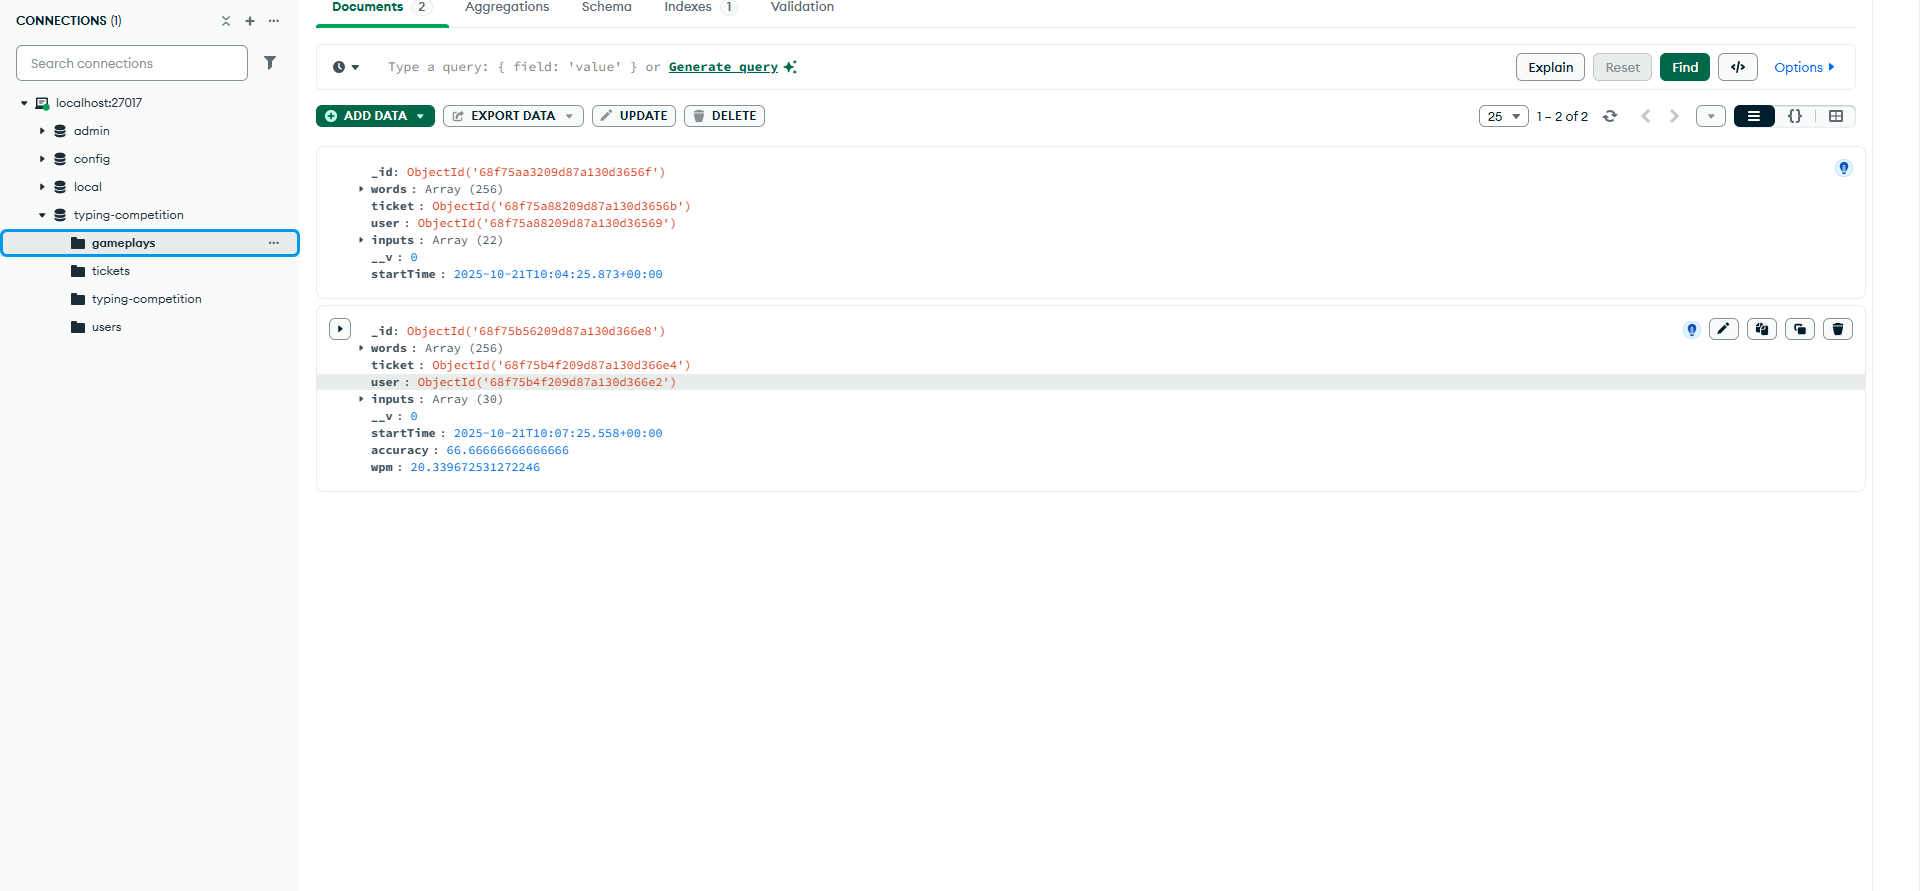 CONNECTIONS (1)
Search connections
localhost:27017
admin
config
local
typing-competition
gameplays
tickets
typing-competition
users
Documents 2 Aggregations Schema Indexes 1 Validation
Type a query: { field: 'value' } or Generate query
Explain Reset Find </> Options
ADD DATA EXPORT DATA UPDATE DELETE
25 1 – 2 of 2 {}
_id: ObjectId('68f75aa3209d87a130d3656f')
words : Array (256)
ticket : ObjectId('68f75a88209d87a130d3656b')
user : ObjectId('68f75a88209d87a130d36569')
inputs : Array (22)
__v : 0
startTime : 2025-10-21T10:04:25.873+00:00
_id: ObjectId('68f75b56209d87a130d366e8')
words : Array (256)
ticket : ObjectId('68f75b4f209d87a130d366e4')
user : ObjectId('68f75b4f209d87a130d366e2')
inputs : Array (30)
__v : 0
startTime : 2025-10-21T10:07:25.558+00:00
accuracy : 66.66666666666666
wpm : 20.339672531272246